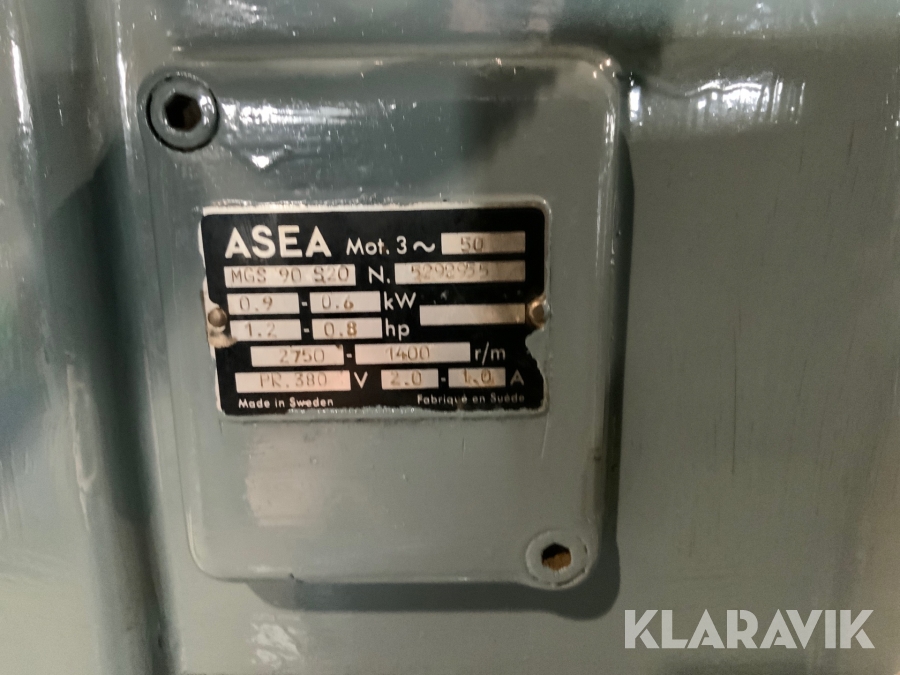 ASEA Mot. 3~ 50
MGS 90 S20 N. 5292935
0.9 - 0.6 kW
1.2 - 0.8 hp
2750 - 1400 r/m
PR.380 V 2.0 - 1.0 A
Made in Sweden Fabriqué en Suède
KLARAVIK